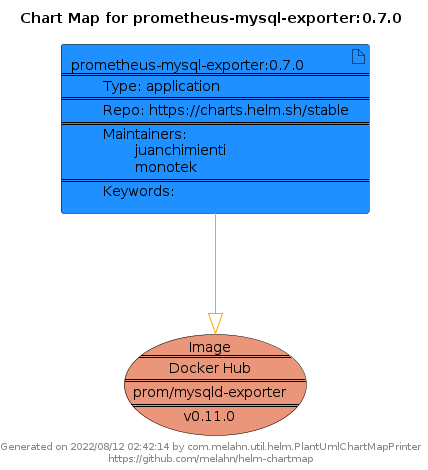 Chart Map for prometheus-mysql-exporter:0.7.0
prometheus-mysql-exporter:0.7.0
Type: application
Repo: https://charts.helm.sh/stable
Maintainers:
juanchimienti
monotek
Keywords:
Image
Docker Hub
prom/mysqld-exporter
v0.11.0
Generated on 2022/08/12 02:42:14 by com.melahn.util.helm.PlantUmlChartMapPrinter
https://github.com/melahn/helm-chartmap